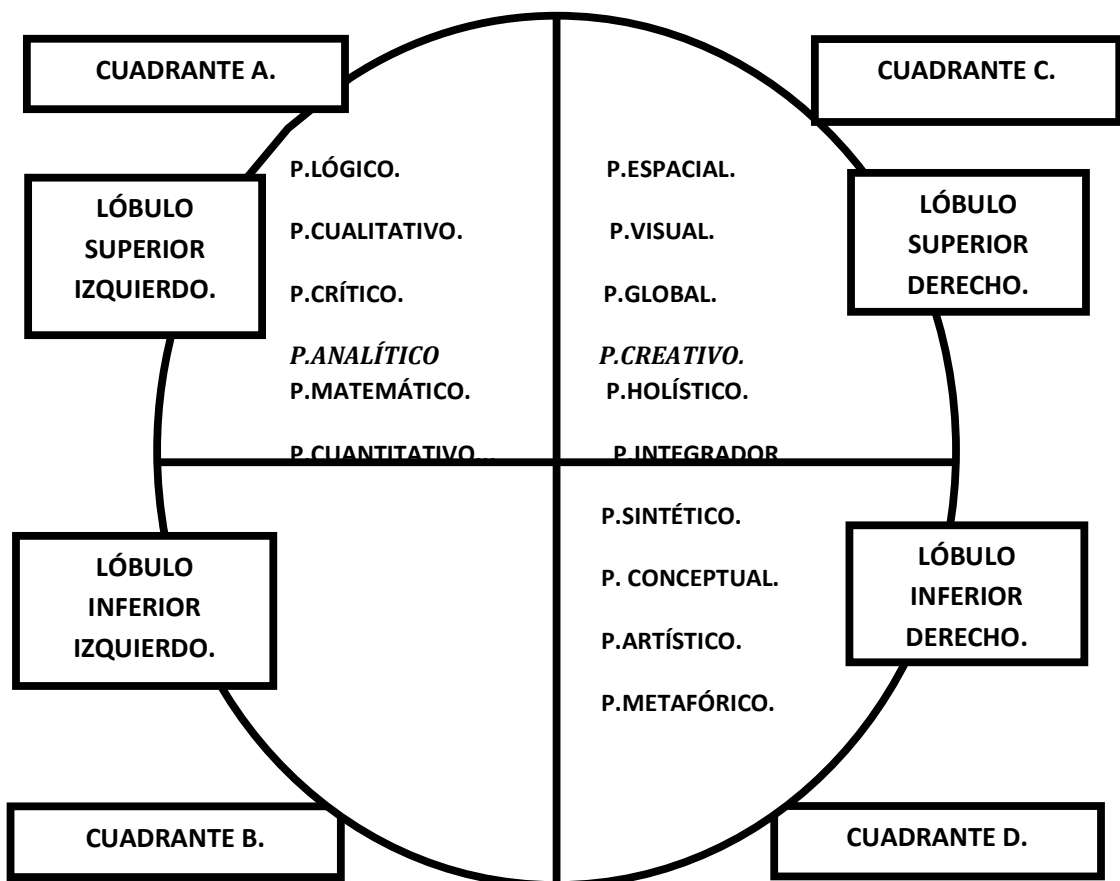 CUADRANTE A.
CUADRANTE C.
LÓBULO
SUPERIOR
IZQUIERDO.
P.LÓGICO.
P.CUALITATIVO.
P.CRÍTICO.
P.ANALÍTICO
P.MATEMÁTICO.
P.CUANTITATIVO...
P.ESPACIAL.
P.VISUAL.
P.GLOBAL.
P.CREATIVO.
P.HOLÍSTICO.
P.INTEGRADOR
LÓBULO
SUPERIOR
DERECHO.
LÓBULO
INFERIOR
IZQUIERDO.
P.SINTÉTICO.
P. CONCEPTUAL.
P.ARTÍSTICO.
P.METAFÓRICO.
LÓBULO
INFERIOR
DERECHO.
CUADRANTE B.
CUADRANTE D.